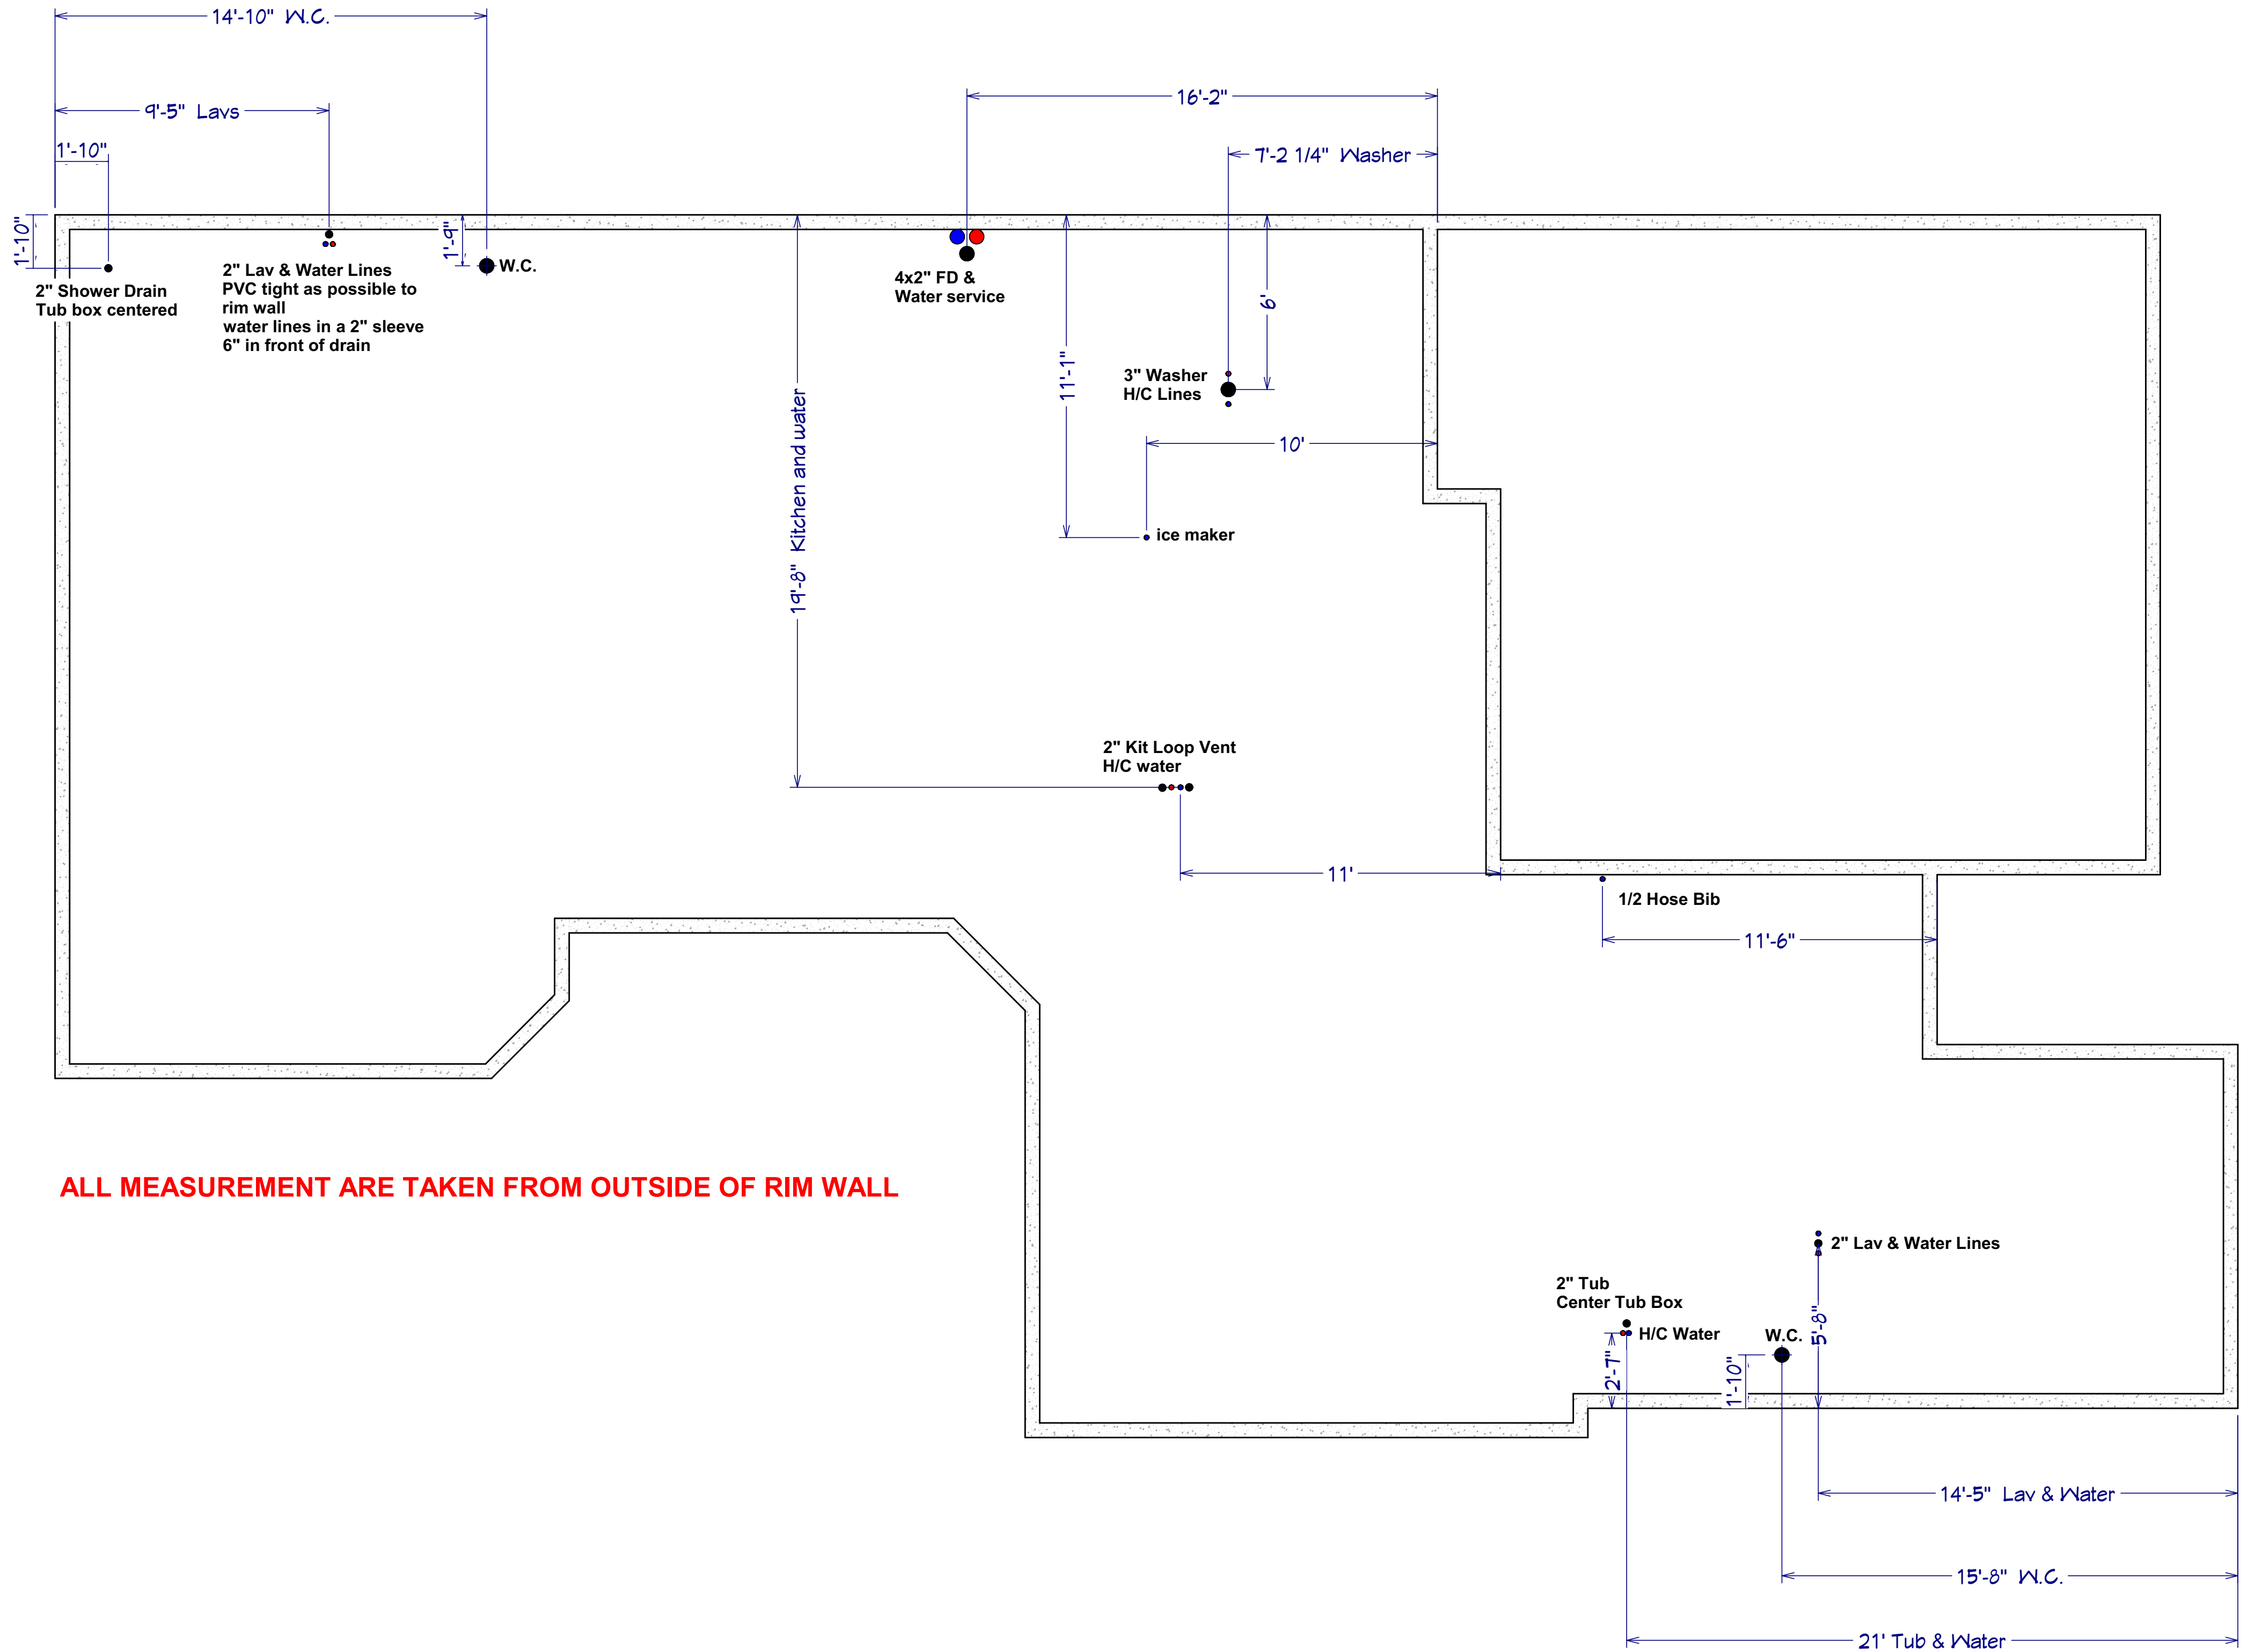 14'-10" W.C.
16'-2"
9'-5" Lavs
1'-10"
7'-2 1/4" Washer
1'-10"
1'-9"
W.C.
2" Shower Drain
Tub box centered
2" Lav & Water Lines
PVC tight as possible to
rim wall
water lines in a 2" sleeve
6" in front of drain
4x2" FD &
Water service
6'
11'-1"
3" Washer
H/C Lines
19'-8" Kitchen and water
10'
ice maker
2" Kit Loop Vent
H/C water
11'
1/2 Hose Bib
11'-6"
ALL MEASUREMENT ARE TAKEN FROM OUTSIDE OF RIM WALL
2" Lav & Water Lines
2" Tub
Center Tub Box
H/C Water
W.C.
5'-8"
2'-7"
1'-10"
14'-5" Lav & Water
15'-8" W.C.
21' Tub & Water